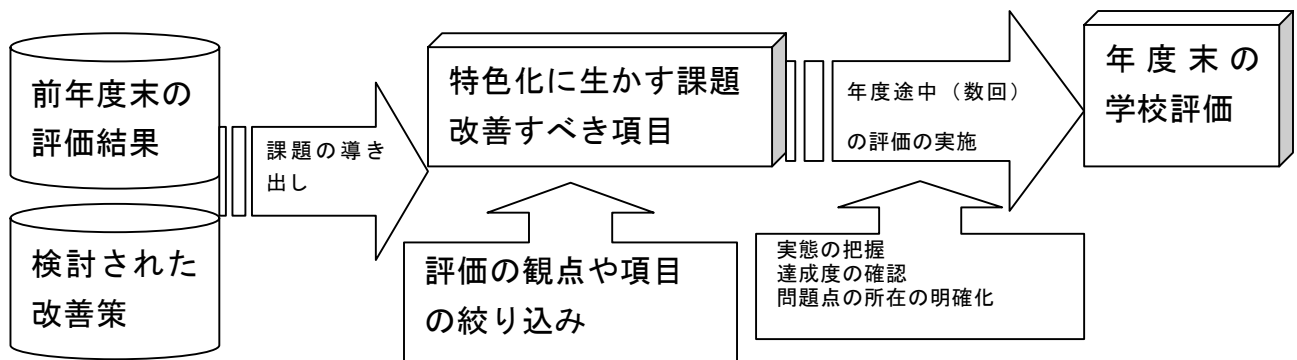 前年度末の
評価結果
検討された
改善策
課題の導き
出し
特色化に生かす課題
改善すべき項目
評価の観点や項目
の絞り込み
年度途中（数回）
の評価の実施
実態の把握
達成度の確認
問題点の所在の明確化
年度末の
学校評価